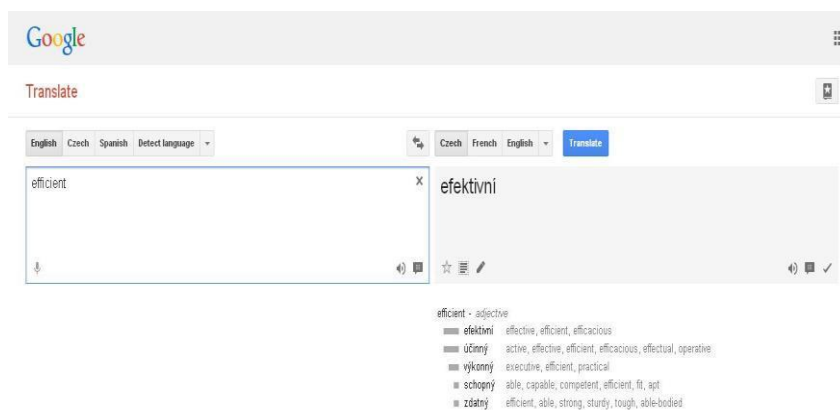 Google
Translate
English Czech Spanish Detect language
Czech French English Translate
efficient
x
efektivní
efficient - adjective
efektivní effective, efficient, efficacious
účinný active, effective, efficient, efficacious, effectual, operative
výkonný executive, efficient, practical
schopný able, capable, competent, efficient, fit, apt
zdatný efficient, able, strong, sturdy, tough, able-bodied